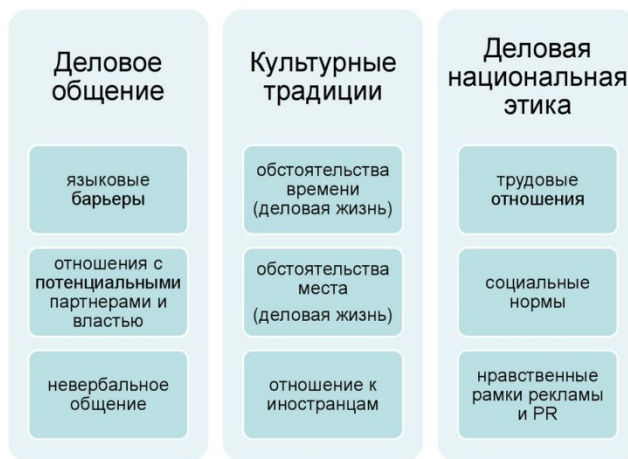 Деловое
общение
языковые
барьеры
отношения с
потенциальными
партнерами и
властью
невербальное
общение
Культурные
традиции
обстоятельства
времени
(деловая жизнь)
обстоятельства
места
(деловая жизнь)
отношение к
иностранцам
Деловая
национальная
этика
трудовые
отношения
социальные
нормы
нравственные
рамки рекламы
и PR